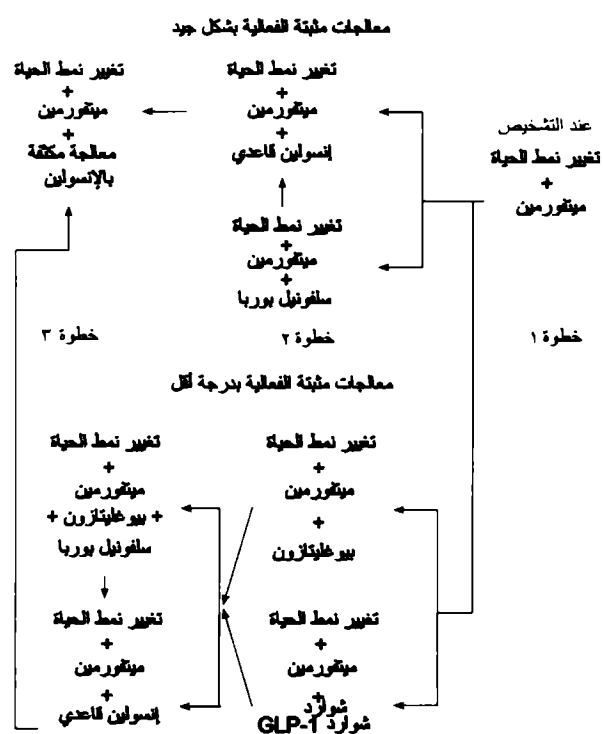 معالجات مثبتة الفعالية بشكل جيد
عند التشخيص
تغيير نمط الحياة
+
ميتفورمين
تغيير نمط الحياة
+
ميتفورمين
+
إنسولين قاعدي
تغيير نمط الحياة
+
ميتفورمين
+
سلفونيل بوربا
تغيير نمط الحياة
+
ميتفورمين
+
معالجة مكثفة
بالإنسولين
خطوة ١
خطوة ٢
خطوة ٣
معالجات مثبتة الفعالية بدرجة أقل
تغيير نمط الحياة
+
ميتفورمين
+
بيوغليتازون
تغيير نمط الحياة
+
ميتفورمين
+
شوارد
شوارد GLP-1
تغيير نمط الحياة
+
ميتفورمين
+ بيوغليتازون +
سلفونيل بوربا
تغيير نمط الحياة
+
ميتفورمين
+
إنسولين قاعدي